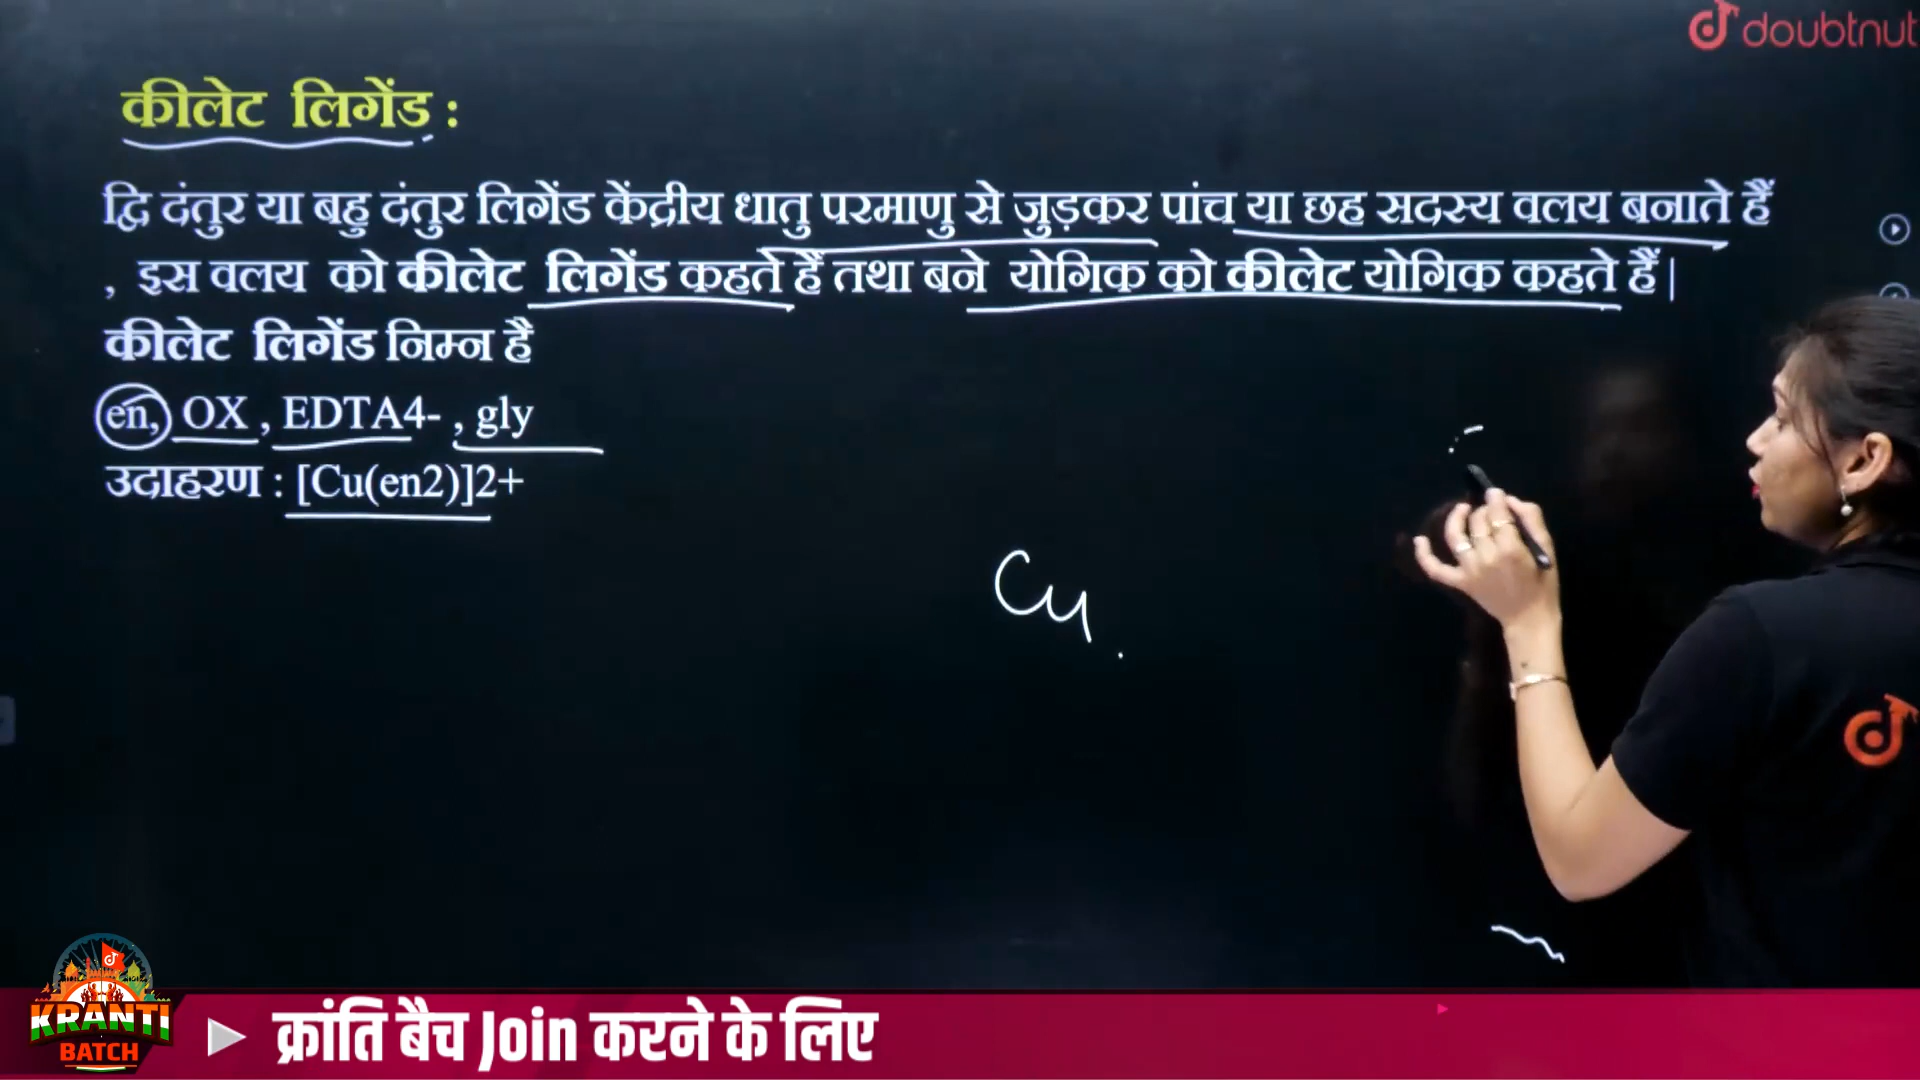 doubtnut
कीलेट लिगेंड :
द्वि दंतुर या बहु दंतुर लिगेंड केंद्रीय धातु परमाणु से जुड़कर पांच या छह सदस्य वलय बनाते हैं
, इस वलय को कीलेट लिगेंड कहते हैं तथा बने योगिक को कीलेट योगिक कहते हैं|
कीलेट लिगेंड निम्न है
en, OX , EDTA4- , gly
उदाहरण : [Cu(en2)]2+
Cu
KRANTI
BATCH
क्रांति बैच Join करने के लिए